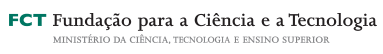 FCT Fundação para a Ciência e a Tecnologia
MINISTÉRIO DA CIÊNCIA, TECNOLOGIA E ENSINO SUPERIOR